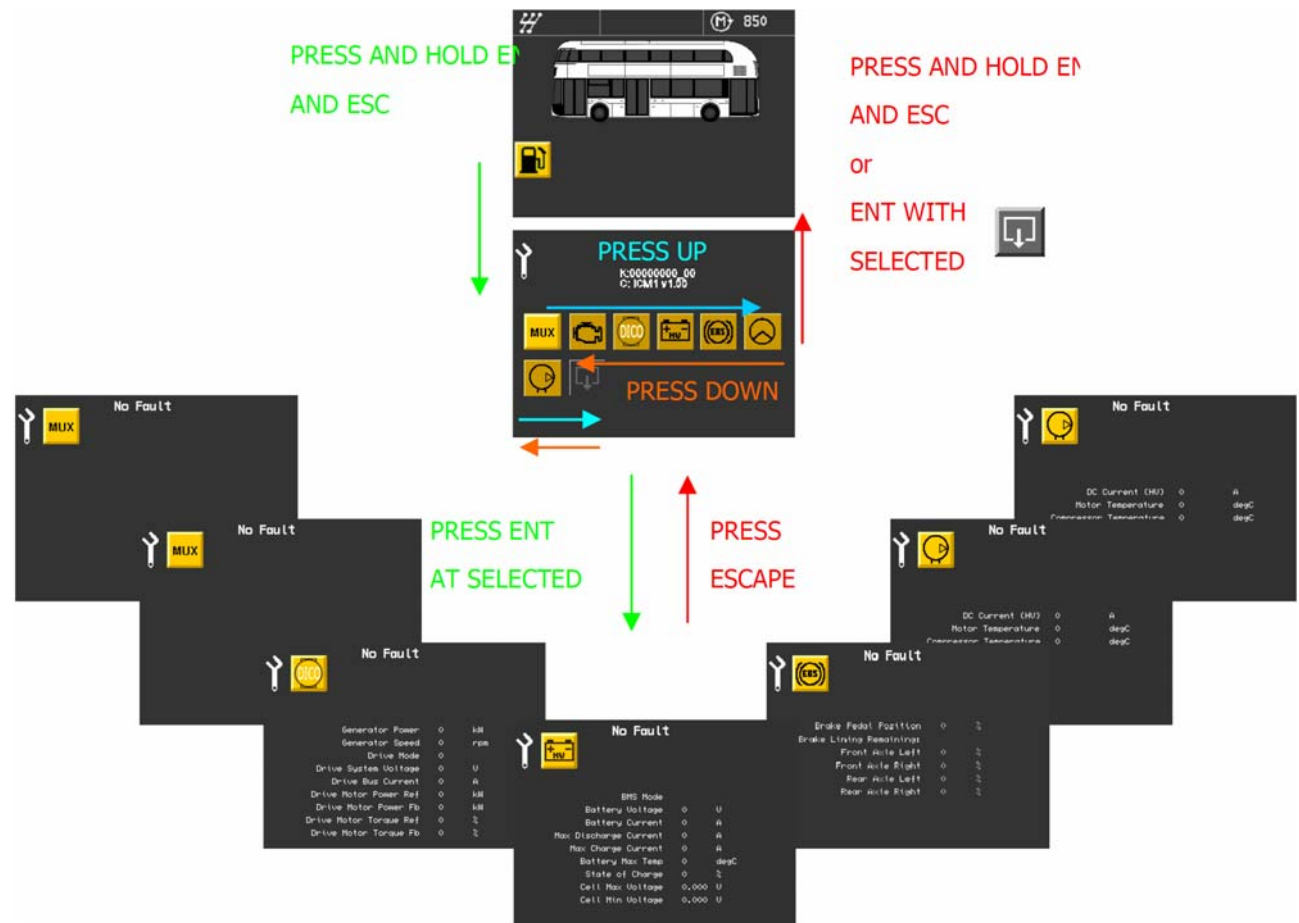 850
PRESS AND HOLD EN
AND ESC
PRESS AND HOLD EN
AND ESC
or
ENT WITH
SELECTED
PRESS UP
K:00000000_00
C: ICM1 v1.00
MUX
DICO
HV
EBS
PRESS DOWN
PRESS ENT
AT SELECTED
PRESS
ESCAPE
No Fault
MUX
No Fault
MUX
No Fault
DICO
Generator Power 0 kW
Generator Speed 0 rpm
Drive Mode 0
Drive System Voltage 0 V
Drive Bus Current 0 A
Drive Motor Power Ref 0 kW
Drive Motor Power Fb 0 kW
Drive Motor Torque Ref 0 %
Drive Motor Torque Fb 0 %
No Fault
HV
BMS Mode
Battery Voltage 0 V
Battery Current 0 A
Max Discharge Current 0 A
Max Charge Current 0 A
Battery Max Temp 0 degC
State of Charge 0 %
Cell Max Voltage 0.000 V
Cell Min Voltage 0.000 V
No Fault
EBS
Brake Pedal Position 0 %
Brake Lining Remaining:
Front Axle Left 0 %
Front Axle Right 0 %
Rear Axle Left 0 %
Rear Axle Right 0 %
No Fault
DC Current (HV) 0 A
Motor Temperature 0 degC
Compressor Temperature 0 degC
No Fault
DC Current (HV) 0 A
Motor Temperature 0 degC
Compressor Temperature 0 degC